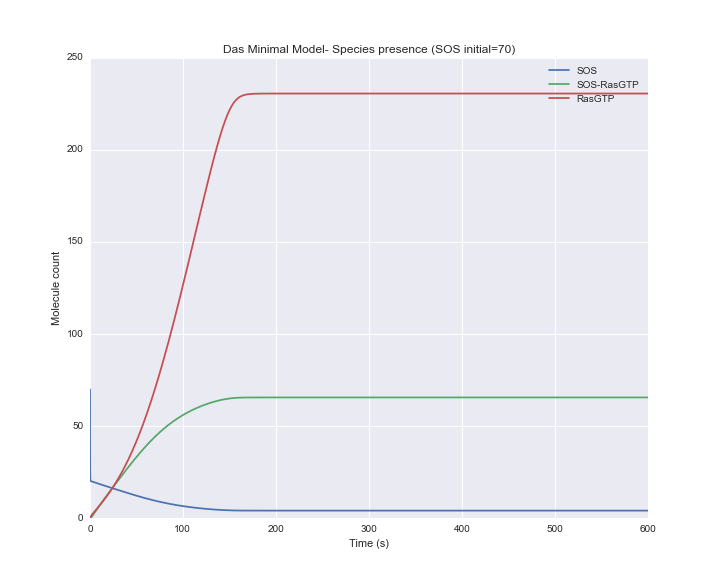 Das Minimal Model- Species presence (SOS initial=70)
250
200
150
100
50
0
Molecule count
SOS
SOS-RasGTP
RasGTP
0 100 200 300 400 500 600
Time (s)